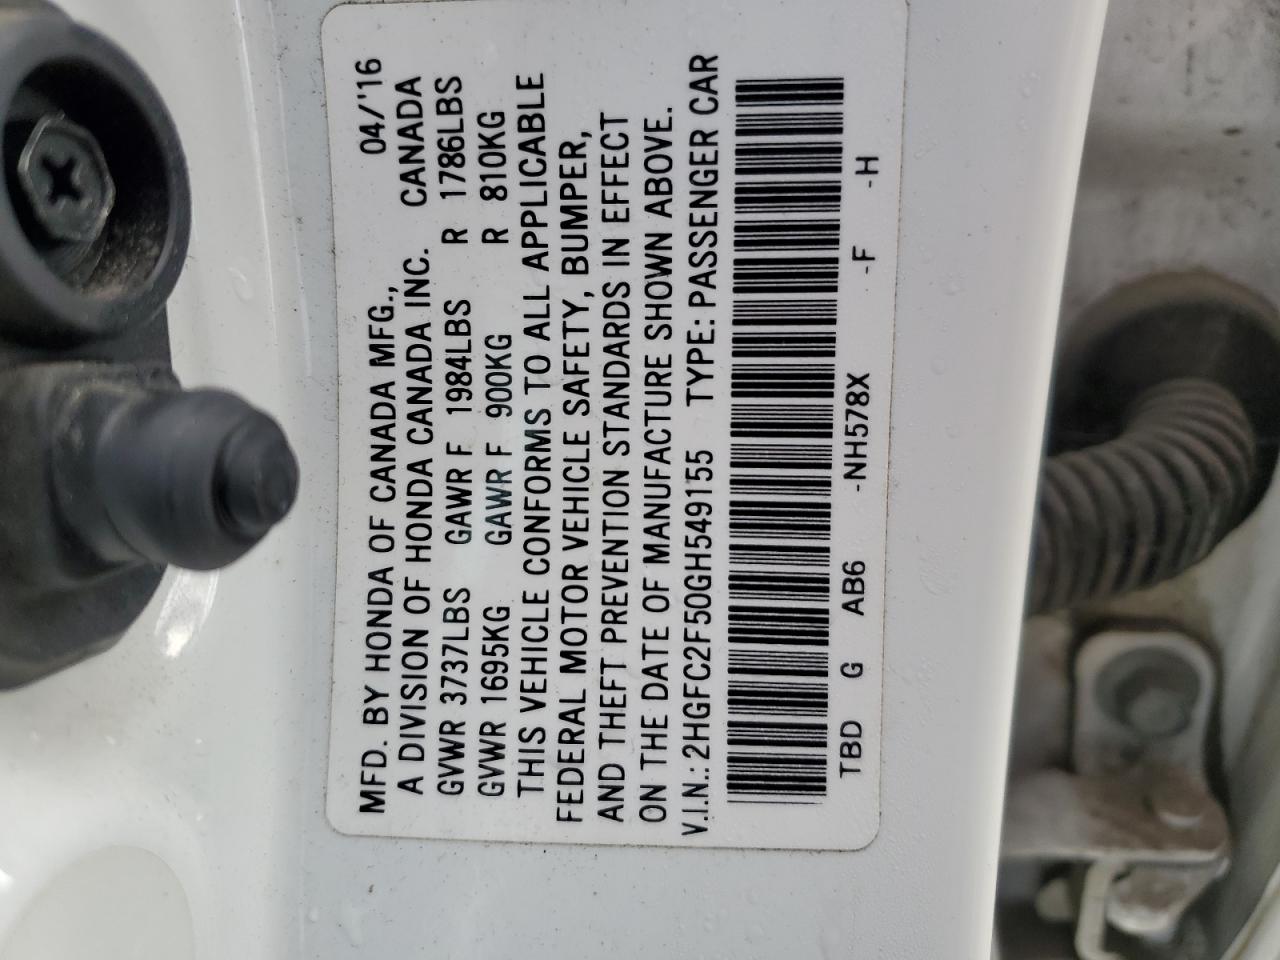 MFD. BY HONDA OF CANADA MFG., 04/'16
A DIVISION OF HONDA CANADA INC. CANADA
GVWR 3737LBS GAWR F 1984LBS R 1786LBS
GVWR 1695KG GAWR F 900KG R 810KG
THIS VEHICLE CONFORMS TO ALL APPLICABLE
FEDERAL MOTOR VEHICLE SAFETY, BUMPER,
AND THEFT PREVENTION STANDARDS IN EFFECT
ON THE DATE OF MANUFACTURE SHOWN ABOVE.
V.I.N.: 2HGFC2F50GH549155 TYPE: PASSENGER CAR
TBD G AB6 -NH578X -F -H